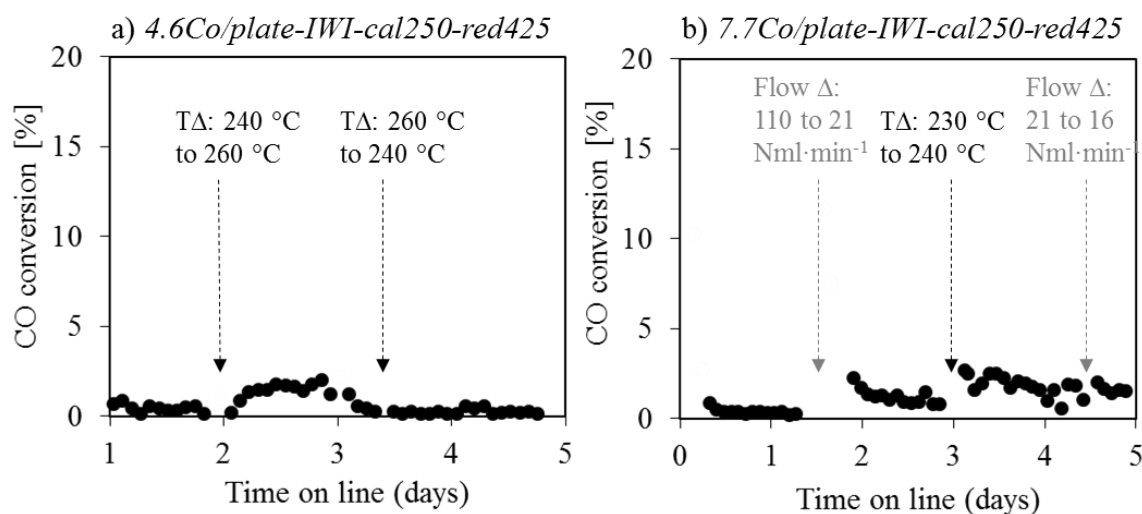 a) 4.6Co/plate-IWI-cal250-red425
20
15
10
5
0
CO conversion [%]
TΔ: 240 °C
to 260 °C
TΔ: 260 °C
to 240 °C
1
2
3
4
5
Time on line (days)
b) 7.7Co/plate-IWI-cal250-red425
20
15
10
5
0
CO conversion [%]
Flow Δ:
110 to 21
Nml·min⁻¹
TΔ: 230 °C
to 240 °C
Flow Δ:
21 to 16
Nml·min⁻¹
0
1
2
3
4
5
Time on line (days)